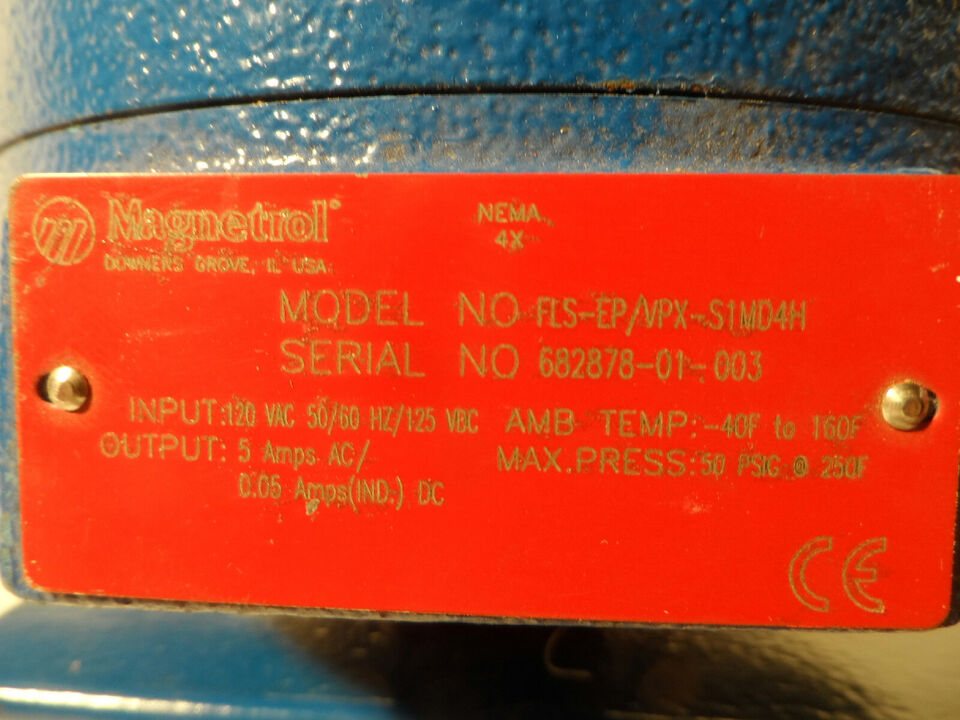 Magnetrol®
DOWNERS GROVE, IL USA
NEMA
4X
MODEL NO FLS-EP/VPX-S1MD4H
SERIAL NO 682878-01-003
INPUT: 120 VAC 50/60 HZ/125 VBC AMB TEMP: -40F to 160F
OUTPUT: 5 Amps AC/ MAX.PRESS: 50 PSIG @ 250F
0.05 Amps(IND.) DC
CE